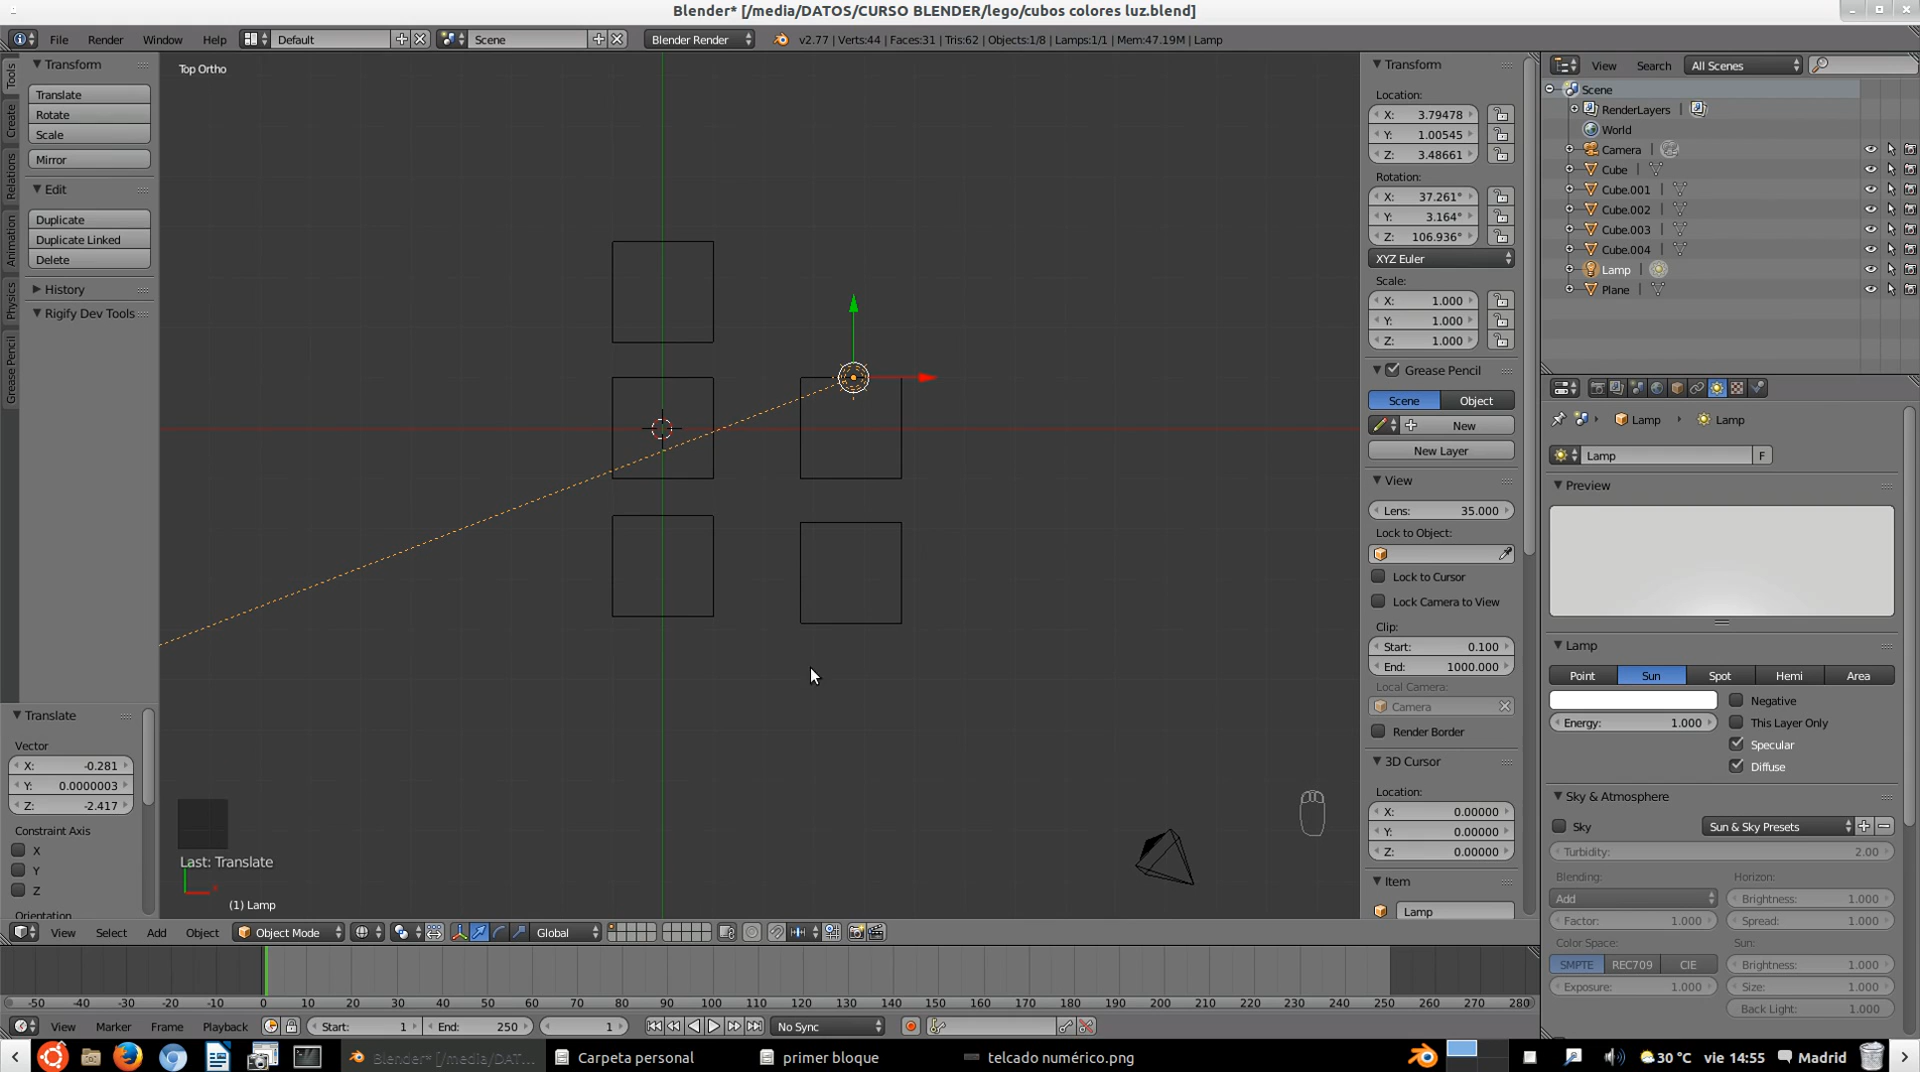 Blender* [/media/DATOS/CURSO BLENDER/lego/cubos colores luz.blend]
File Render Window Help Default Scene Blender Render v2.77 | Verts:44 | Faces:31 | Tris:62 | Objects:1/8 | Lamps:1/1 | Mem:47.19M | Lamp
Tools
Create
Relations
Animation
Physics
Grease Pencil
Transform
Translate
Rotate
Scale
Mirror
Edit
Duplicate
Duplicate Linked
Delete
History
Rigify Dev Tools
Translate
Vector
X: -0.281
Y: 0.0000003
Z: -2.417
Constraint Axis
X
Y
Z
Orientation
Top Ortho
Last: Translate
(1) Lamp
Transform
Location:
X: 3.79478
Y: 1.00545
Z: 3.48661
Rotation:
X: 37.261°
Y: 3.164°
Z: 106.936°
XYZ Euler
Scale:
X: 1.000
Y: 1.000
Z: 1.000
Grease Pencil
Scene Object
New
New Layer
View
Lens: 35.000
Lock to Object:
Lock to Cursor
Lock Camera to View
Clip:
Start: 0.100
End: 1000.000
Local Camera:
Camera
Render Border
3D Cursor
Location:
X: 0.00000
Y: 0.00000
Z: 0.00000
Item
Lamp
View Search All Scenes
Scene
RenderLayers |
World
Camera |
Cube |
Cube.001 |
Cube.002 |
Cube.003 |
Cube.004 |
Lamp |
Plane |
Lamp Lamp
Lamp F
Preview
Lamp
Point Sun Spot Hemi Area
Negative
Energy: 1.000 This Layer Only
Specular
Diffuse
Sky & Atmosphere
Sky Sun & Sky Presets
Turbidity: 2.00
Blending: Horizon:
Add Brightness: 1.000
Factor: 1.000 Spread: 1.000
Color Space: Sun:
SMPTE REC709 CIE Brightness: 1.000
Exposure: 1.000 Size: 1.000
Back Light: 1.000
View Select Add Object Object Mode Global
-50 -40 -30 -20 -10 0 10 20 30 40 50 60 70 80 90 100 110 120 130 140 150 160 170 180 190 200 210 220 230 240 250 260 270 280
View Marker Frame Playback Start: 1 End: 250 1 No Sync
Blender* [/media/DAT... Carpeta personal primer bloque telcado numérico.png 30 °C vie 14:55 Madrid